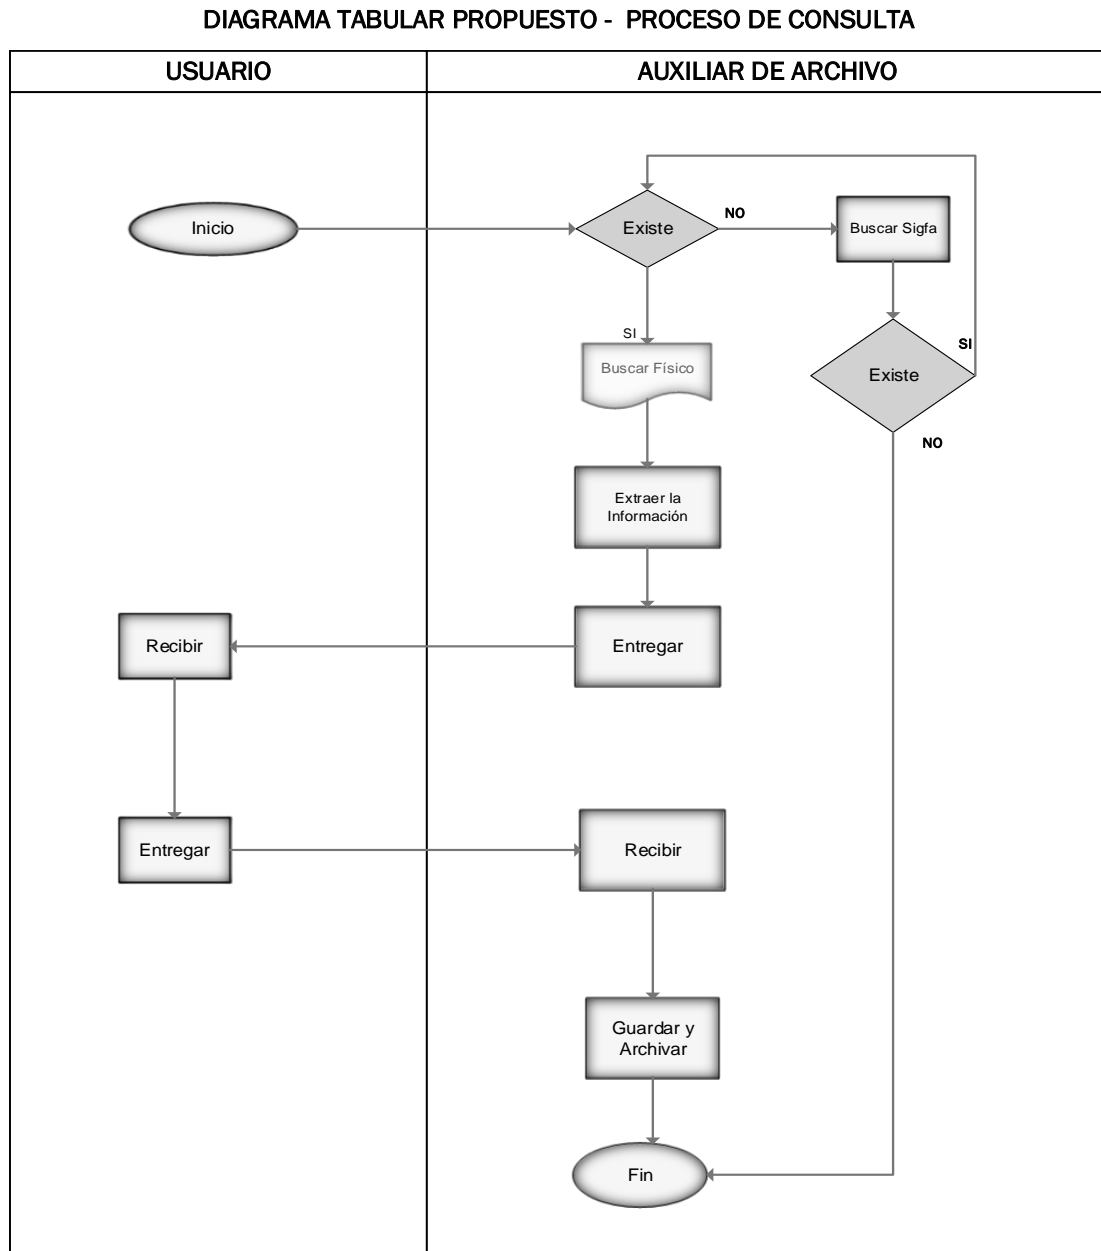 DIAGRAMA TABULAR PROPUESTO - PROCESO DE CONSULTA
USUARIO
AUXILIAR DE ARCHIVO
Inicio
Existe
NO
Buscar Sigfa
SI
Buscar Físico
Existe
SI
NO
Extraer la
Información
Entregar
Recibir
Entregar
Recibir
Guardar y
Archivar
Fin